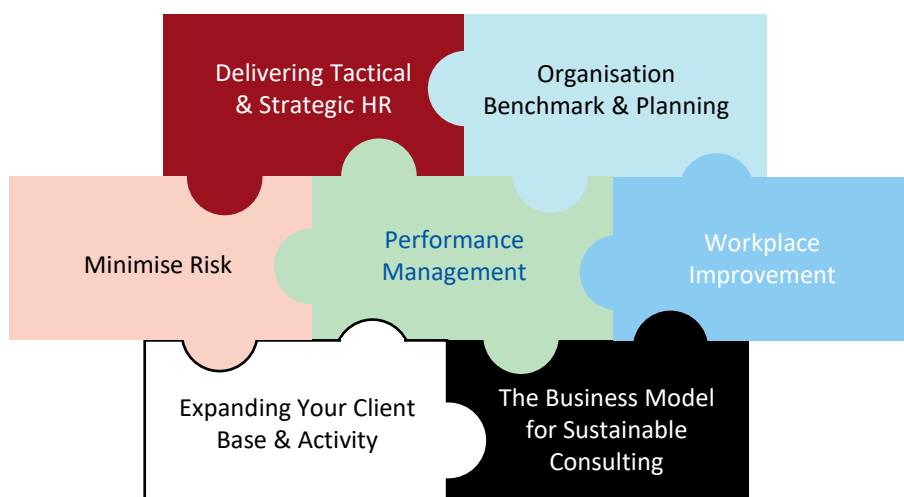 Delivering Tactical
& Strategic HR
Organisation
Benchmark & Planning
Minimise Risk
Performance
Management
Workplace
Improvement
Expanding Your Client
Base & Activity
The Business Model
for Sustainable
Consulting